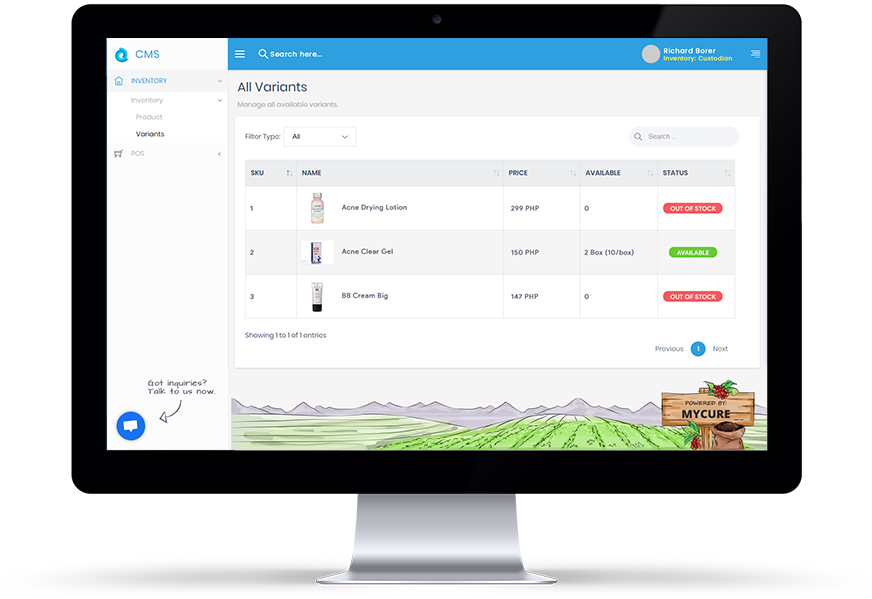 CMS
Search here...
Richard Borer
Inventory: Custodian
INVENTORY
Inventory
Product
Variants
POS
All Variants
Manage all available variants.
Filter Type: All
Search ...
SKU NAME PRICE AVAILABLE STATUS
1 Acne Drying Lotion 299 PHP 0 OUT OF STOCK
2 Acne Clear Gel 150 PHP 2 Box (10/box) AVAILABLE
3 BB Cream Big 147 PHP 0 OUT OF STOCK
Showing 1 to 1 of 1 entries
Previous 1 Next
Got inquiries?
Talk to us now.
POWERED BY:
MYCURE